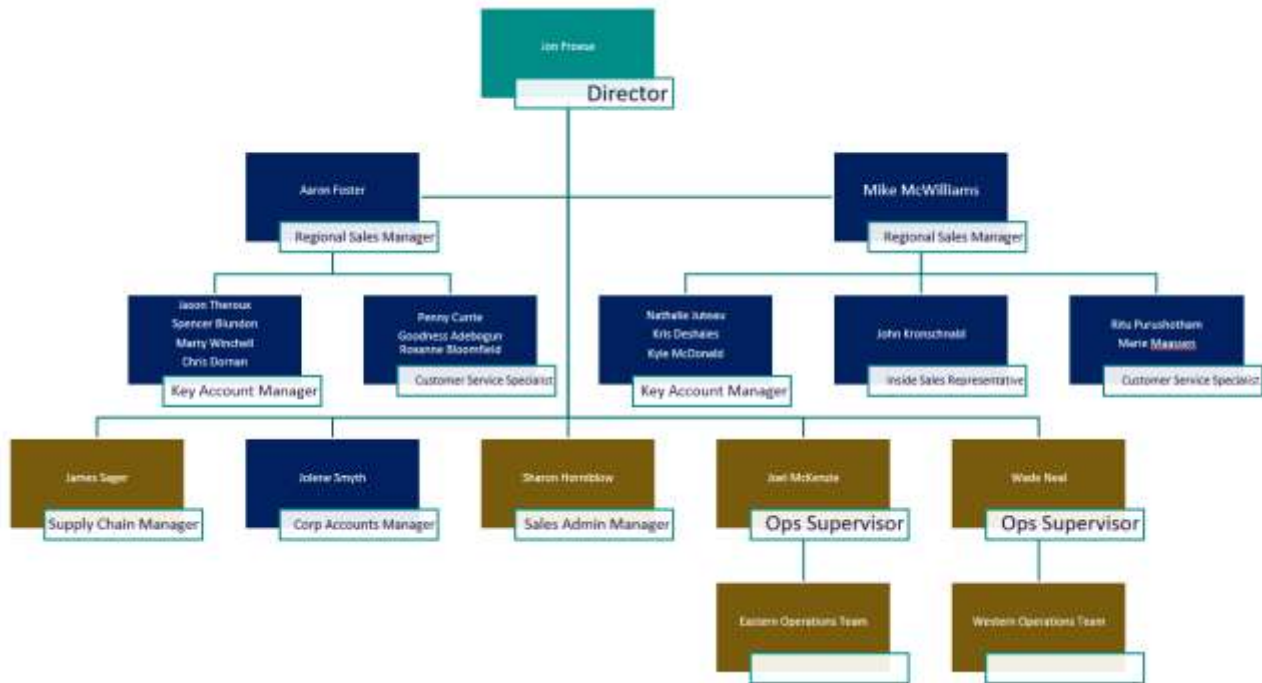 Jon Prowse
Director
Aaron Foster
Regional Sales Manager
Mike McWilliams
Regional Sales Manager
Jason Theroux
Spencer Blundon
Marty Winchell
Chris Dornan
Key Account Manager
Penny Currie
Goodness Adebogun
Roxanne Bloomfield
Customer Service Specialist
Nathalie Juteau
Kris Deshaies
Kyle McDonald
Key Account Manager
John Kronschnabl
Inside Sales Representative
Ritu Purushotham
Marie Maassen
Customer Service Specialist
James Sager
Supply Chain Manager
Jolene Smyth
Corp Accounts Manager
Sharon Hornblow
Sales Admin Manager
Joel McKenzie
Ops Supervisor
Wade Neal
Ops Supervisor
Eastern Operations Team
Western Operations Team